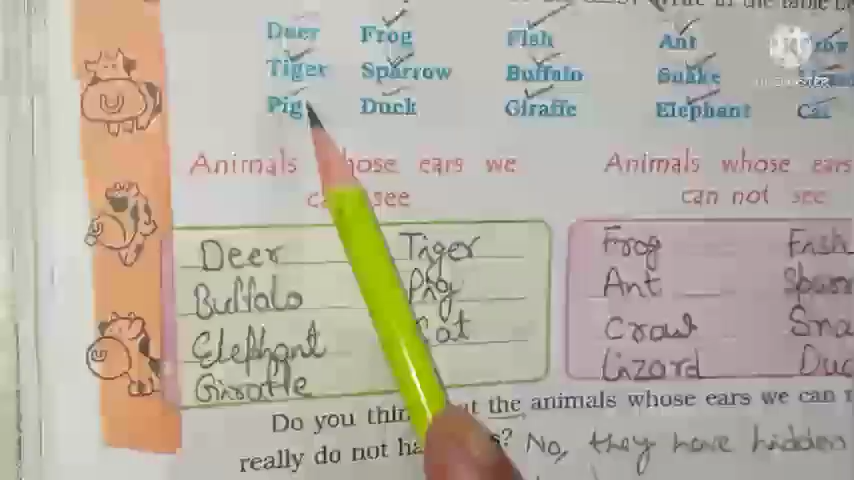 Deer Frog Fish Ant
Tiger Sparrow Buffalo Snake
Pig Duck Giraffe Elephant Cat
Animals whose ears we
can see
Animals whose ears
can not see
Deer Tiger
Buffalo Pig
Elephant Cat
Giraffe
Frog Fish
Ant
Crow
Lizard
Do you think the animals whose ears we can
really do not
No, they have hidden